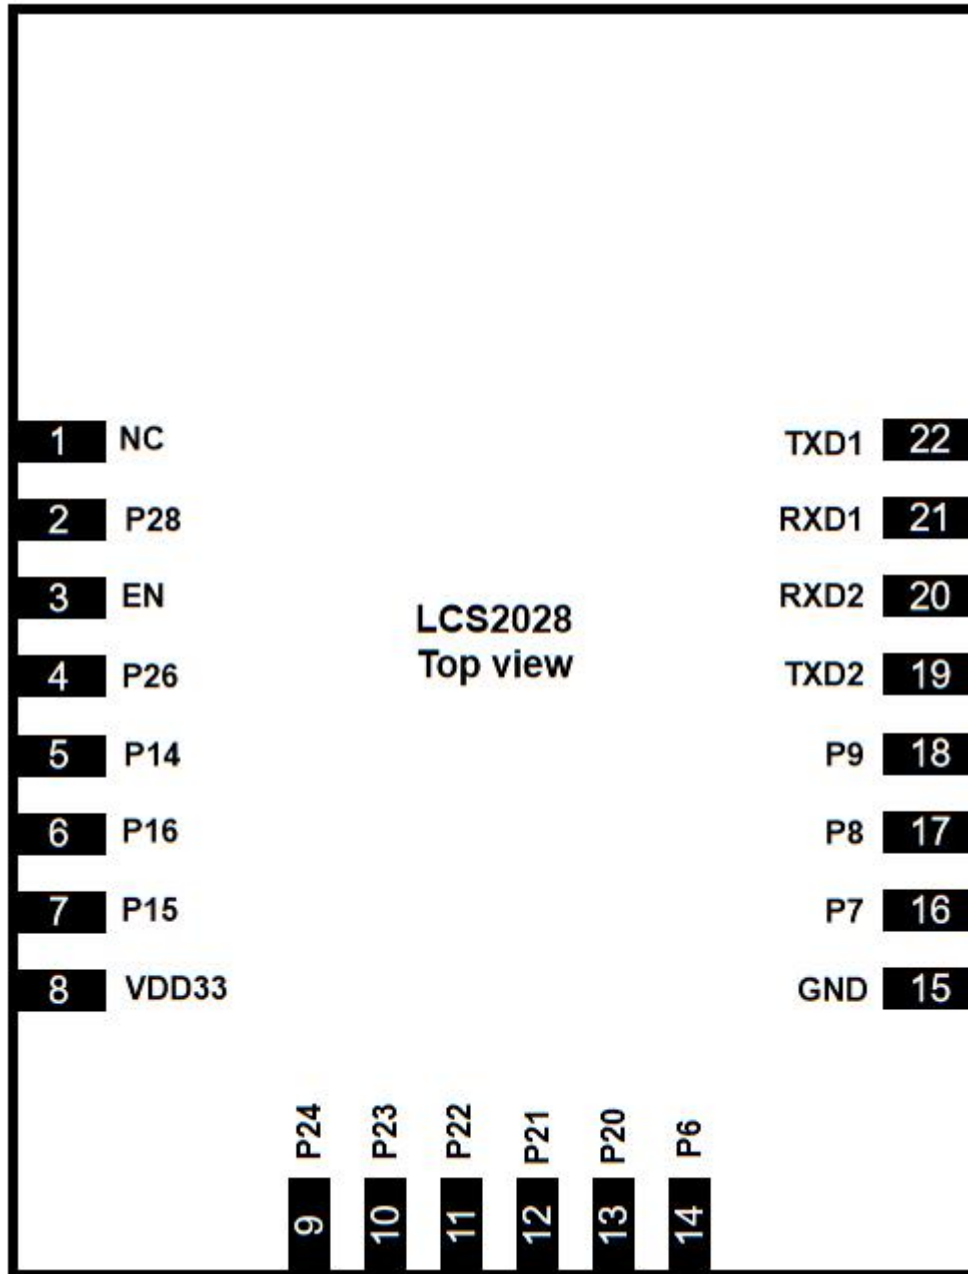 1 NC
2 P28
3 EN
4 P26
5 P14
6 P16
7 P15
8 VDD33
LCS2028
Top view
TXD1 22
RXD1 21
RXD2 20
TXD2 19
P9 18
P8 17
P7 16
GND 15
P24 9
P23 10
P22 11
P21 12
P20 13
P6 14